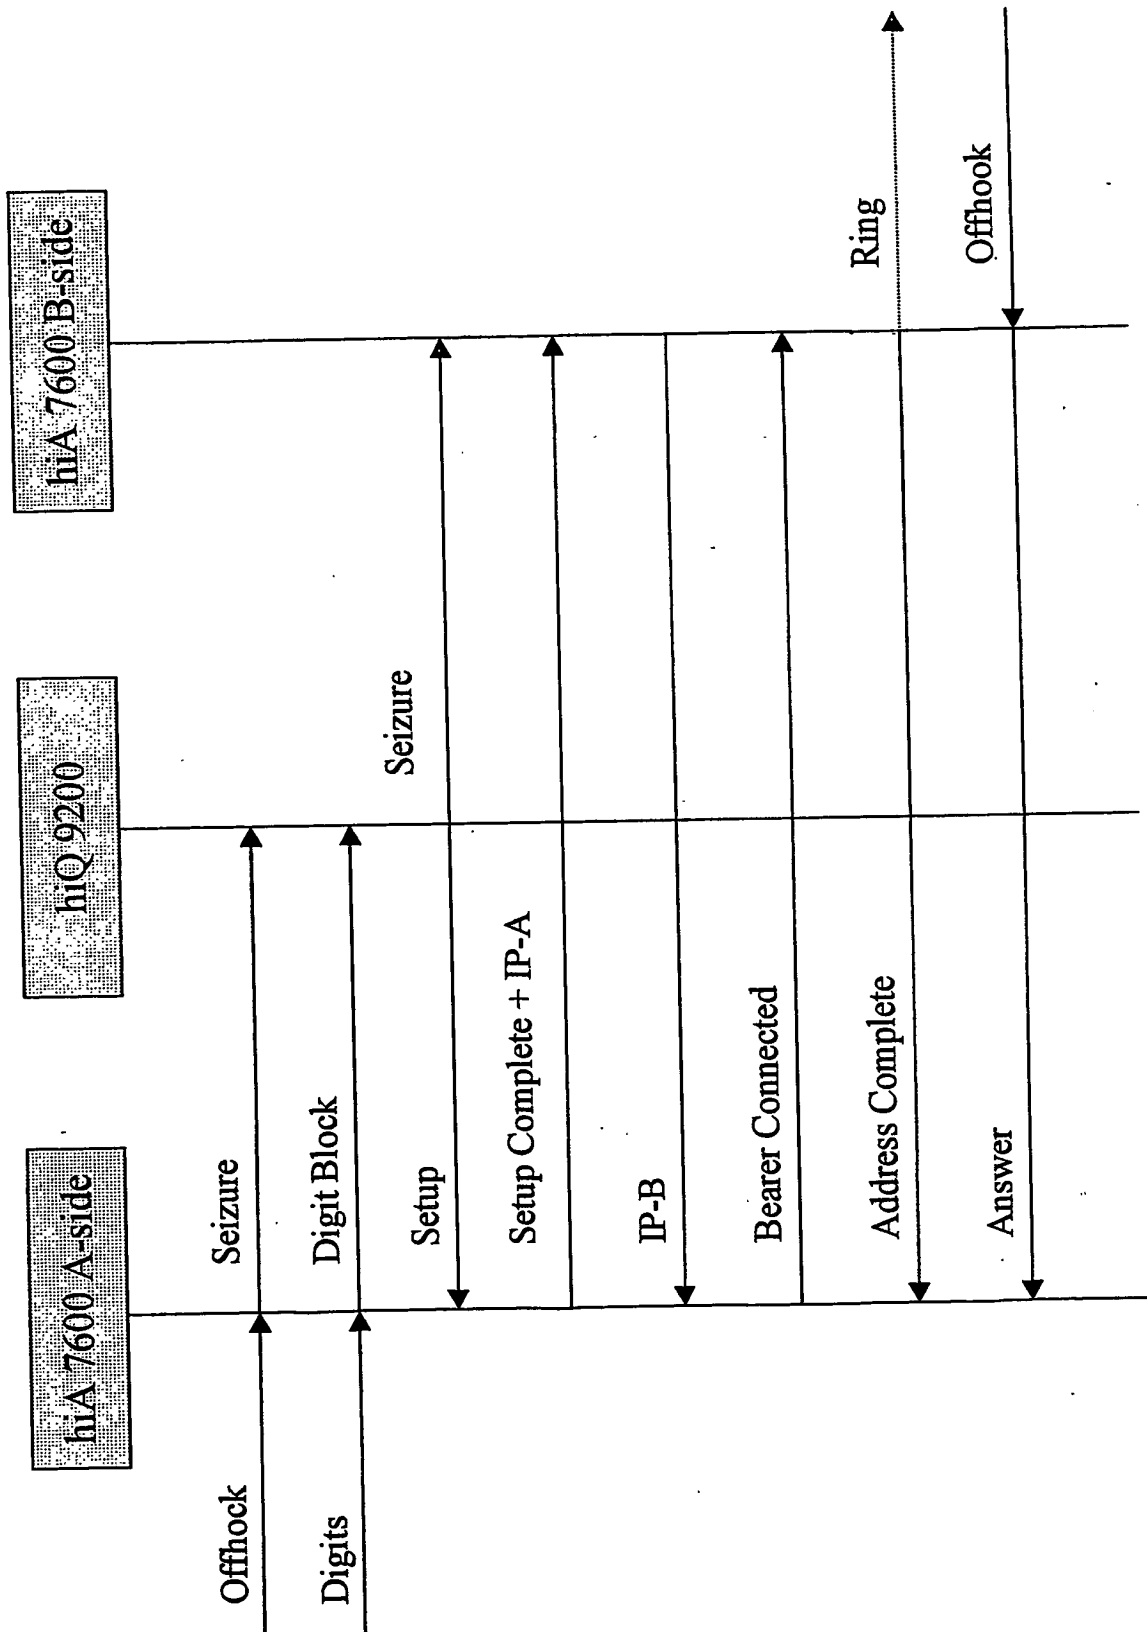 hiA 7600 A-side
hiQ 9200
hiA 7600 B-side
Offhock
Seizure
Digits
Digit Block
Setup
Seizure
Setup Complete + IP-A
IP-B
Bearer Connected
Address Complete
Ring
Answer
Offhook